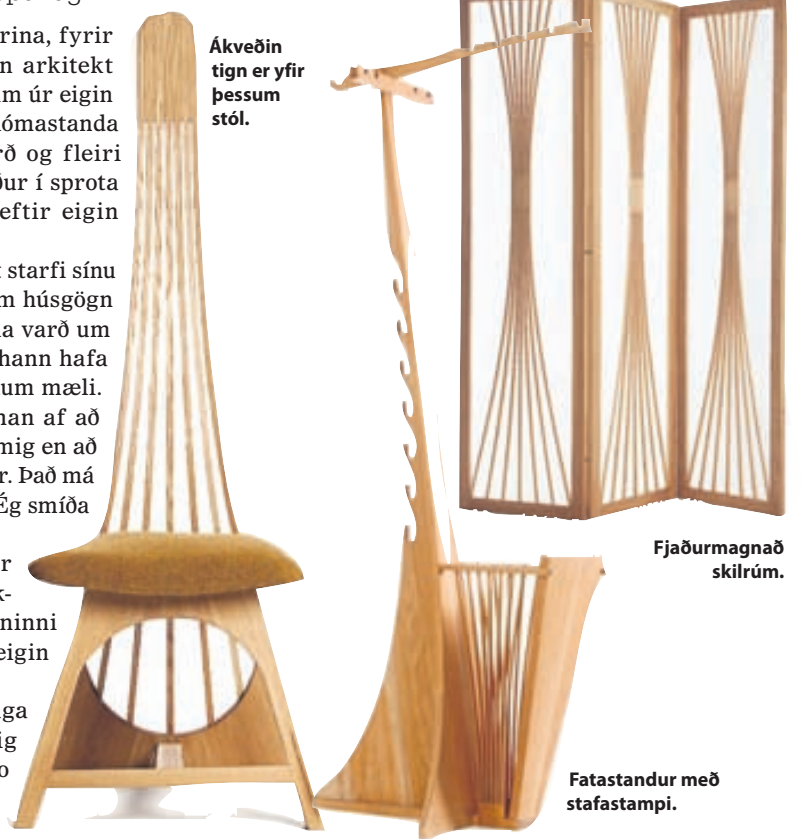 rina, fyrir
n arkitekt
m úr eigin
ómastanda
rð og fleiri
ður í sprota
eftir eigin
t starfi sínu
m húsgögn
na varð um
hann hafa
um mæli.
nan af að
mig en að
r. Það má
Ég smíða
r
k-
ninni
eigin
ga
ig
o
Ákveðin
tign er yfir
þessum
stól.
Fjaðurmagnað
skilrúm.
Fatastandur með
stafastampi.